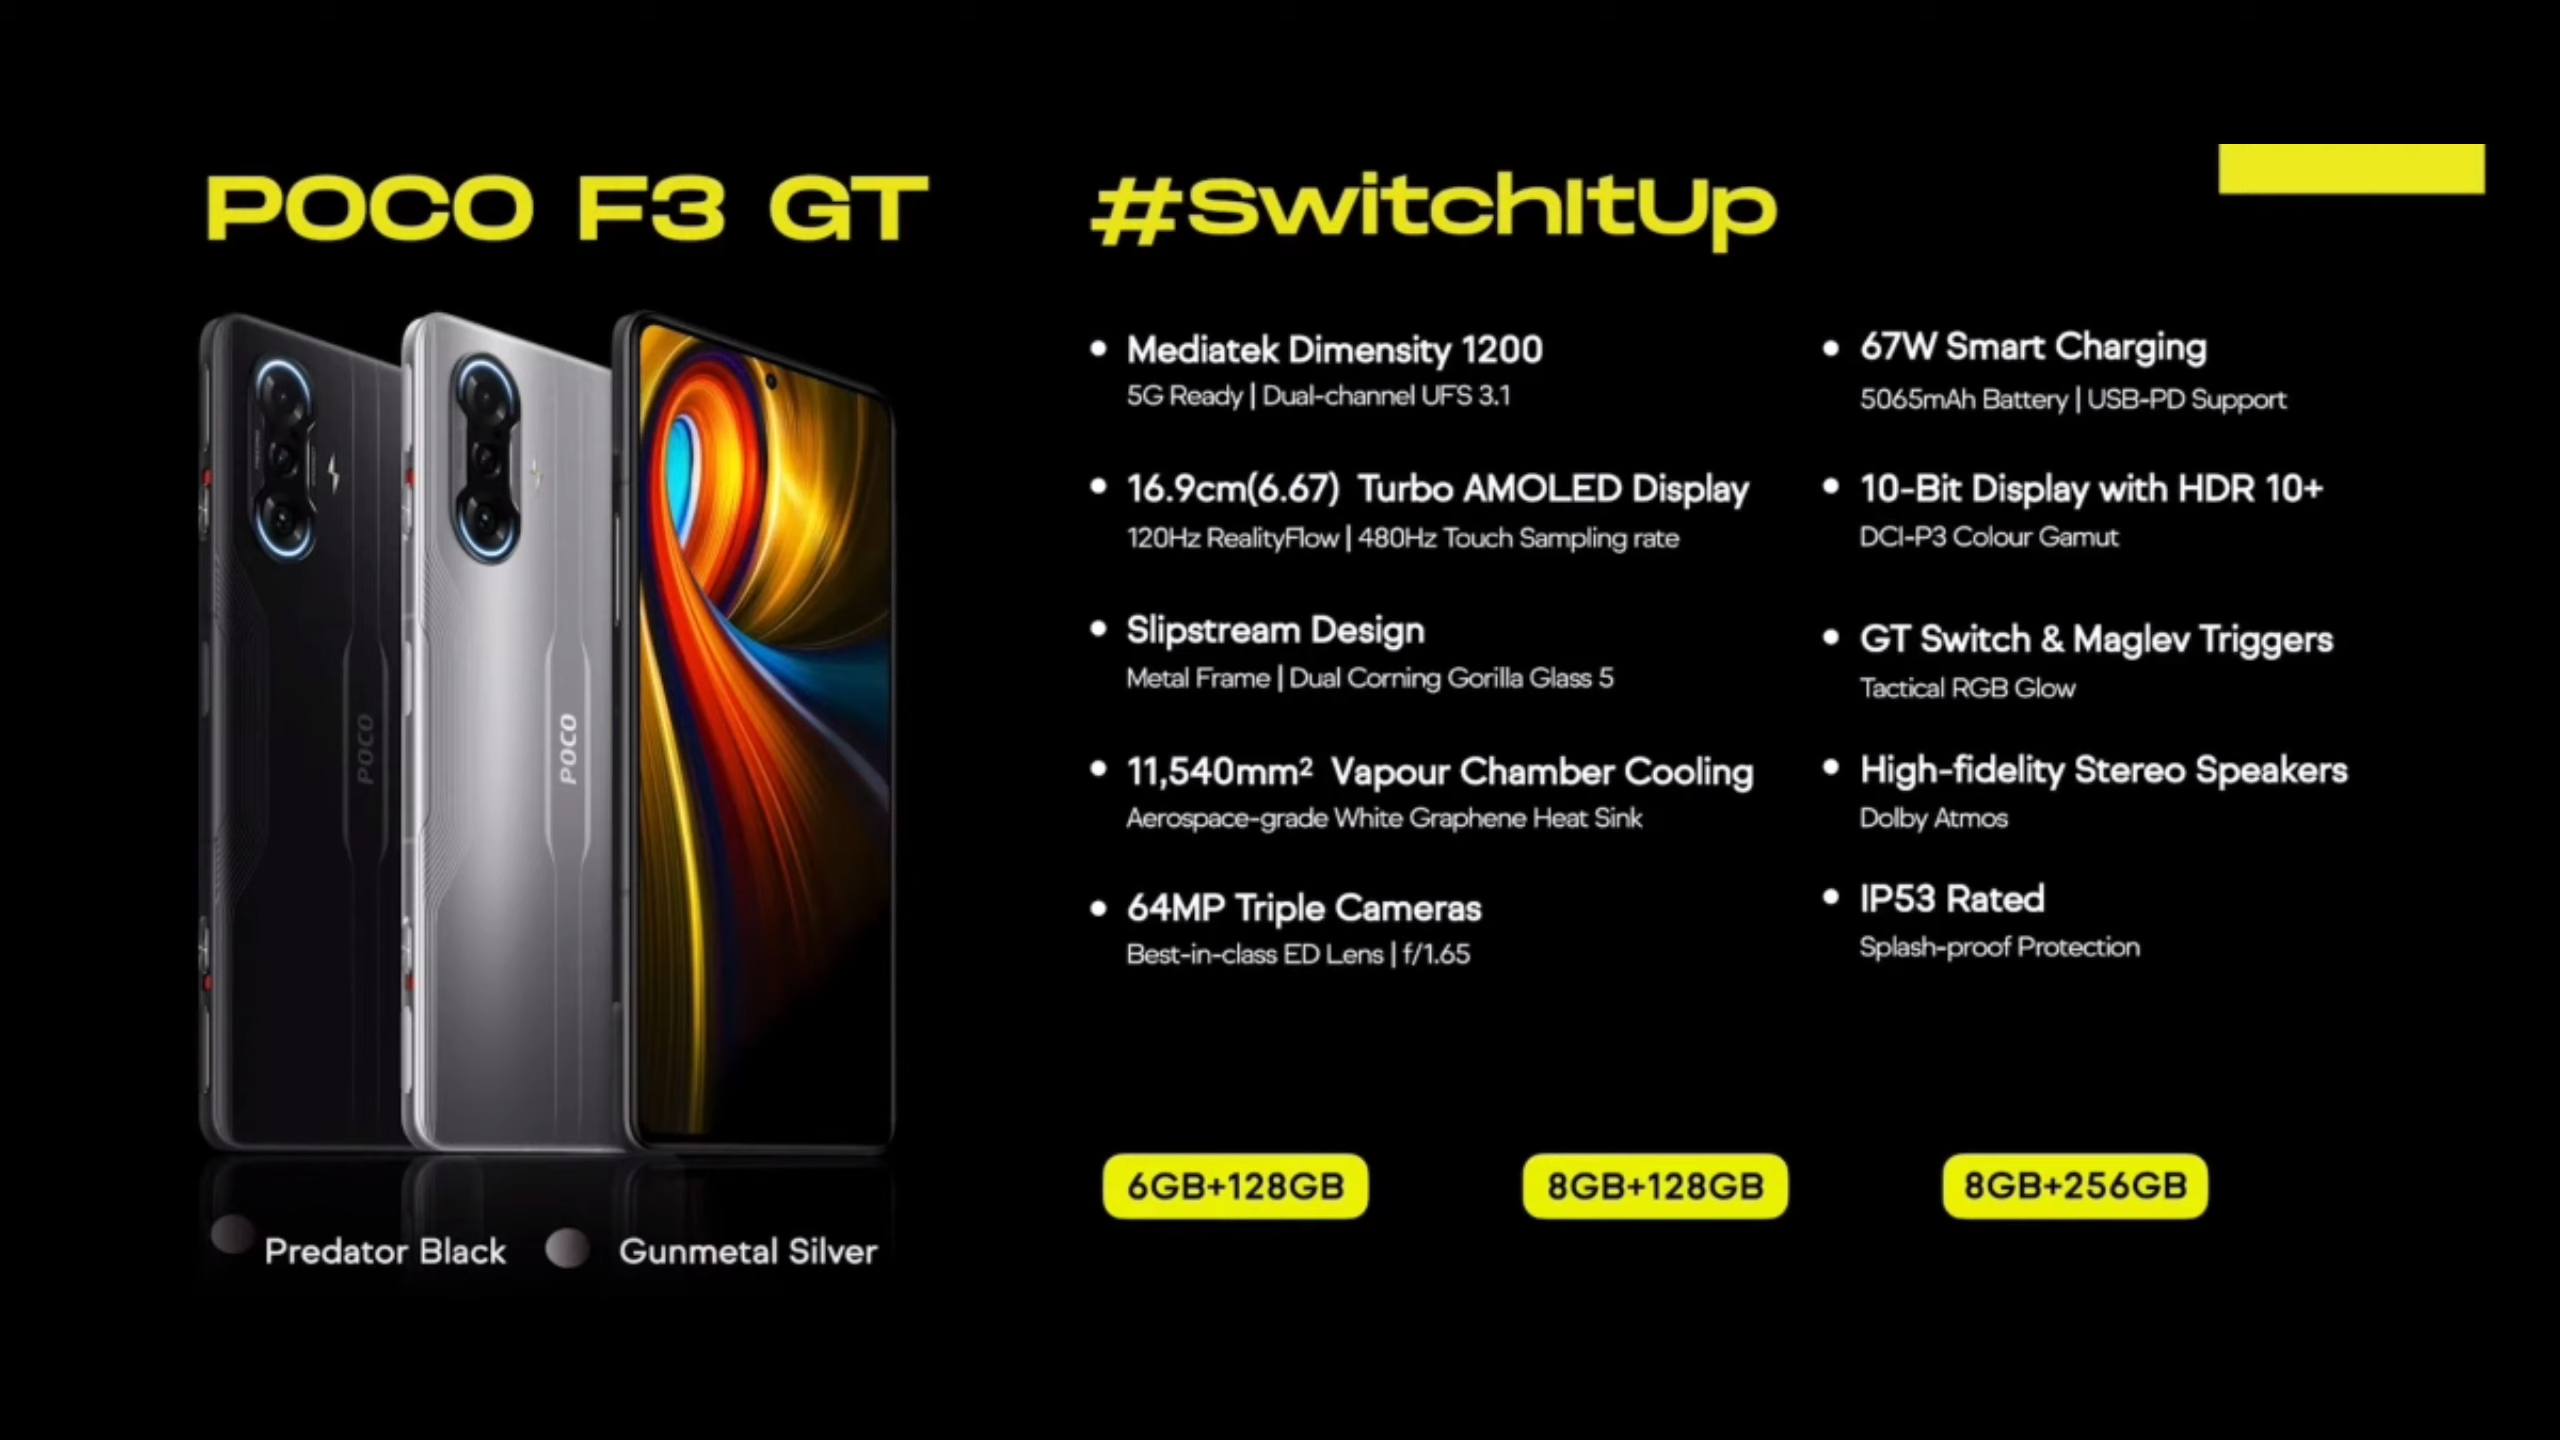 POCO F3 GT
#SwitchItUp
Mediatek Dimensity 1200
5G Ready | Dual-channel UFS 3.1
16.9cm(6.67) Turbo AMOLED Display
120Hz RealityFlow | 480Hz Touch Sampling rate
Slipstream Design
Metal Frame | Dual Corning Gorilla Glass 5
11,540mm² Vapour Chamber Cooling
Aerospace-grade White Graphene Heat Sink
64MP Triple Cameras
Best-in-class ED Lens | f/1.65
67W Smart Charging
5065mAh Battery | USB-PD Support
10-Bit Display with HDR 10+
DCI-P3 Colour Gamut
GT Switch & Maglev Triggers
Tactical RGB Glow
High-fidelity Stereo Speakers
Dolby Atmos
IP53 Rated
Splash-proof Protection
POCO
POCO
6GB+128GB
8GB+128GB
8GB+256GB
Predator Black
Gunmetal Silver